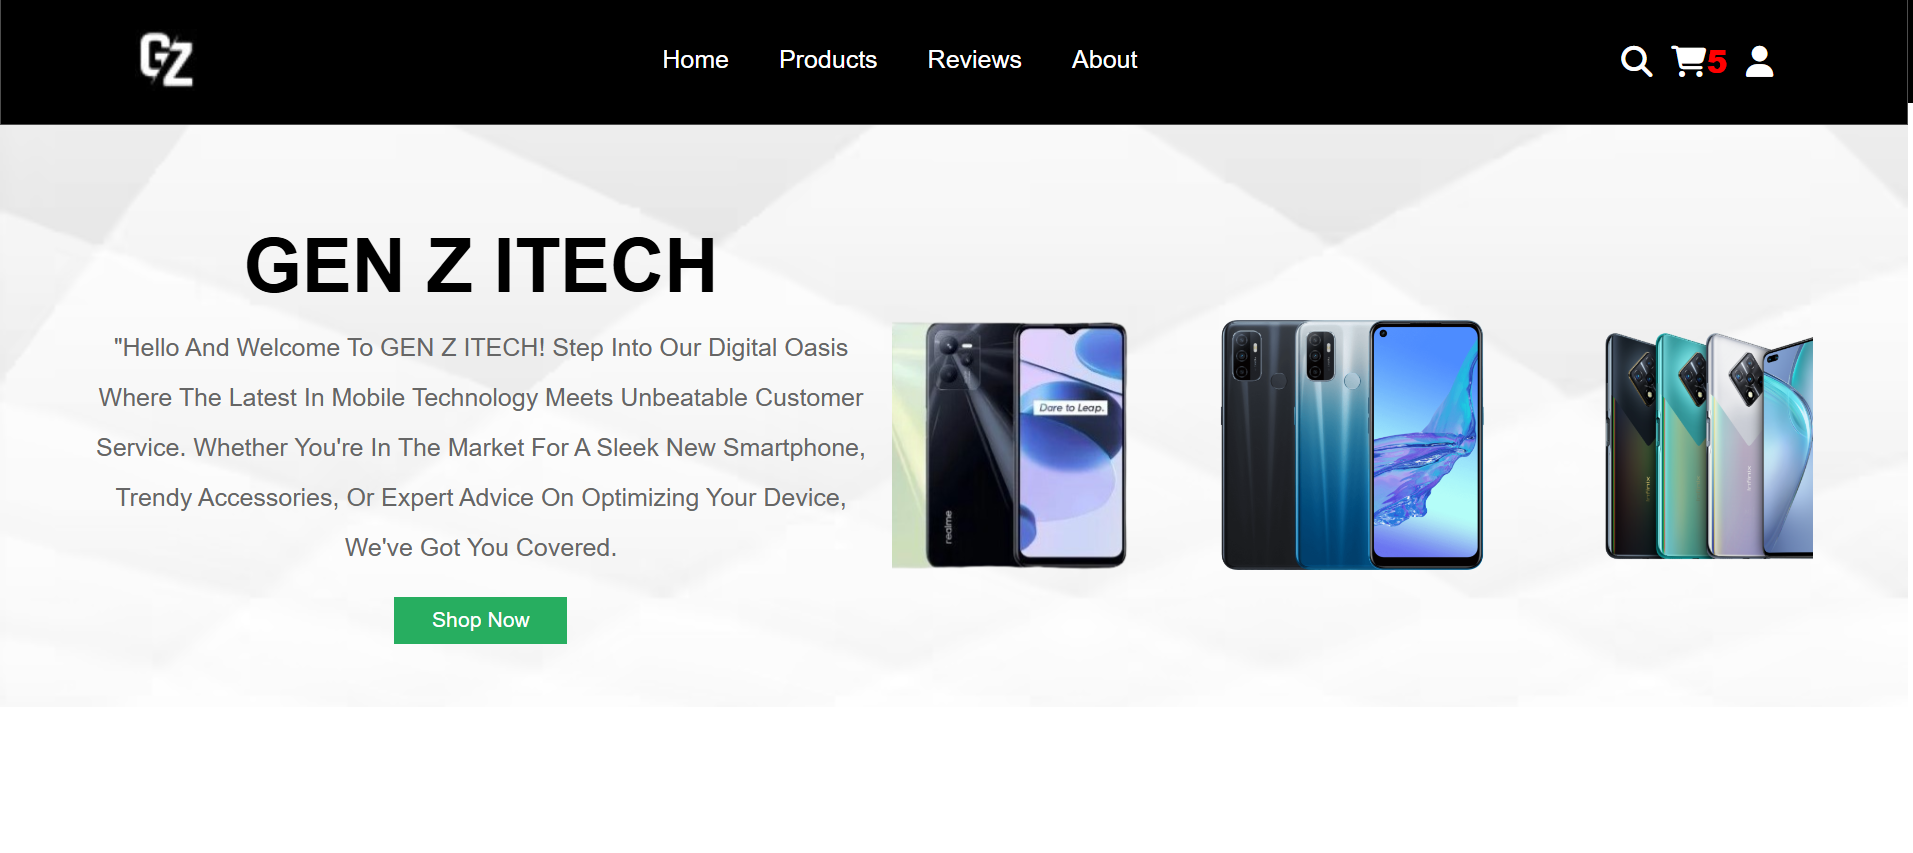 GZ
Home Products Reviews About
5
GEN Z ITECH
"Hello And Welcome To GEN Z ITECH! Step Into Our Digital Oasis
Where The Latest In Mobile Technology Meets Unbeatable Customer
Service. Whether You're In The Market For A Sleek New Smartphone,
Trendy Accessories, Or Expert Advice On Optimizing Your Device,
We've Got You Covered.
Shop Now
Dare to Leap.
realme
Infinix
Infinix